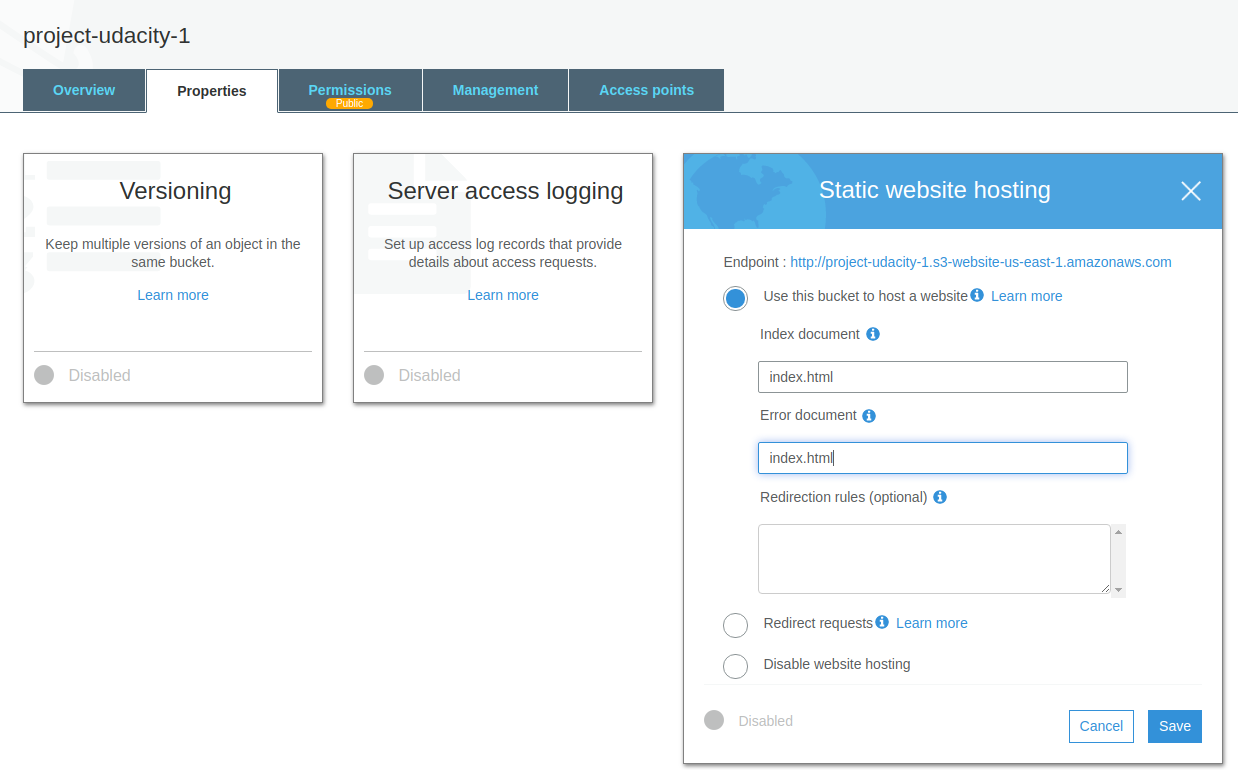 project-udacity-1
Overview
Properties
Permissions
Public
Management
Access points
Versioning
Keep multiple versions of an object in the
same bucket.
Learn more
Disabled
Server access logging
Set up access log records that provide
details about access requests.
Learn more
Disabled
Static website hosting
Endpoint : http://project-udacity-1.s3-website-us-east-1.amazonaws.com
Use this bucket to host a website Learn more
Index document
index.html
Error document
index.html
Redirection rules (optional)
Redirect requests Learn more
Disable website hosting
Disabled
Cancel
Save